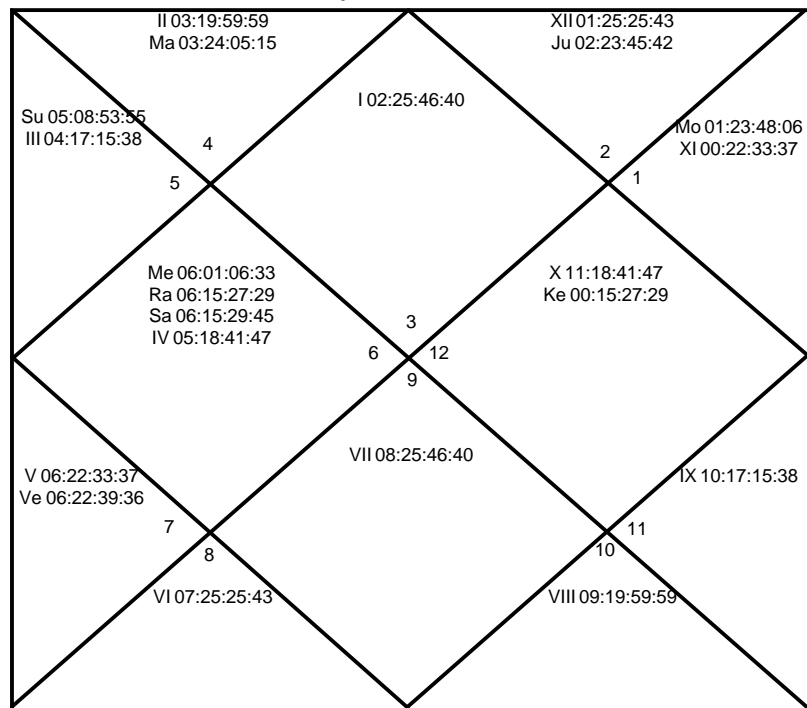 II 03:19:59:59
Ma 03:24:05:15
XII 01:25:25:43
Ju 02:23:45:42
I 02:25:46:40
Su 05:08:53:55
III 04:17:15:38
Mo 01:23:48:06
XI 00:22:33:37
4
2
5
1
Me 06:01:06:33
Ra 06:15:27:29
Sa 06:15:29:45
IV 05:18:41:47
X 11:18:41:47
Ke 00:15:27:29
3
6
12
9
VII 08:25:46:40
V 06:22:33:37
Ve 06:22:39:36
IX 10:17:15:38
7
11
8
10
VI 07:25:25:43
VIII 09:19:59:59